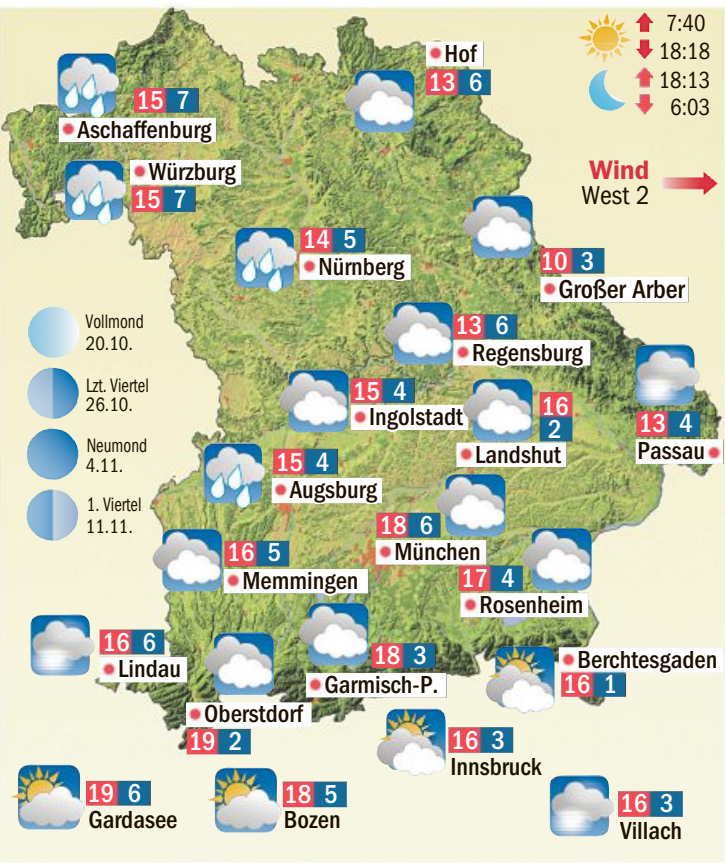 7:40
18:18
18:13
6:03
Hof
13 6
15 7
Aschaffenburg
Würzburg
15 7
Wind
West 2
14 5
Nürnberg
10 3
Großer Arber
Vollmond
20.10.
13 6
Regensburg
Lzt. Viertel
26.10.
15 4
Ingolstadt
16
2
Landshut
13 4
Passau
Neumond
4.11.
15 4
Augsburg
1. Viertel
11.11.
18 6
München
16 5
Memmingen
17 4
Rosenheim
16 6
Lindau
18 3
Garmisch-P.
Berchtesgaden
16 1
Oberstdorf
19 2
16 3
Innsbruck
19 6
Gardasee
18 5
Bozen
16 3
Villach